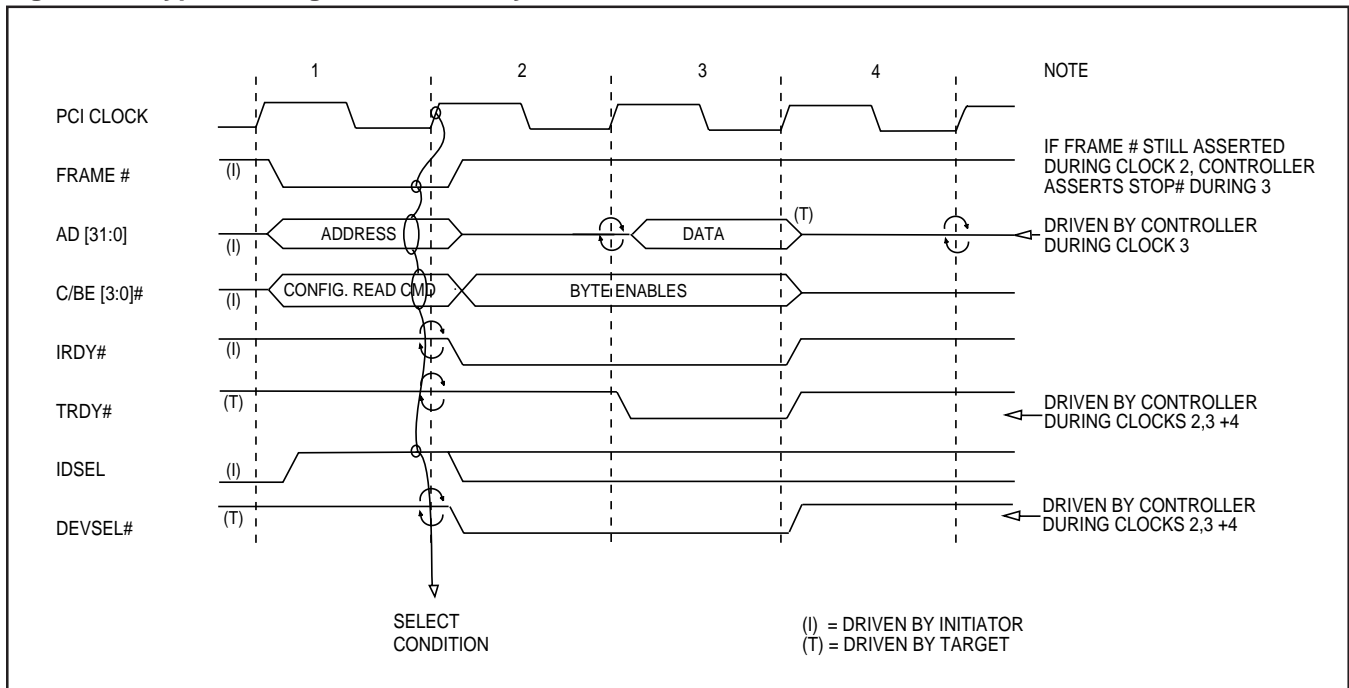 1 2 3 4 NOTE
PCI CLOCK
IF FRAME # STILL ASSERTED
DURING CLOCK 2, CONTROLLER
ASSERTS STOP# DURING 3
FRAME # (I)
AD [31:0] (I) ADDRESS DATA (T)
DRIVEN BY CONTROLLER
DURING CLOCK 3
C/BE [3:0]# (I) CONFIG. READ CMD BYTE ENABLES
IRDY# (I)
TRDY# (T)
DRIVEN BY CONTROLLER
DURING CLOCKS 2,3 +4
IDSEL (I)
DEVSEL# (T)
DRIVEN BY CONTROLLER
DURING CLOCKS 2,3 +4
SELECT
CONDITION
(I) = DRIVEN BY INITIATOR
(T) = DRIVEN BY TARGET